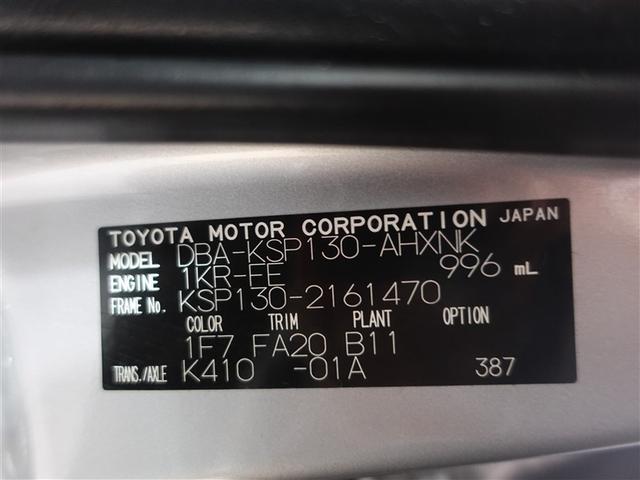 TOYOTA MOTOR CORPORATION JAPAN
MODEL DBA-KSP130-AHXNK
ENGINE 1KR-FE 996 mL
FRAME No. KSP130-2161470
COLOR TRIM PLANT OPTION
1F7 FA20 B11
TRANS./AXLE K410 -01A 387